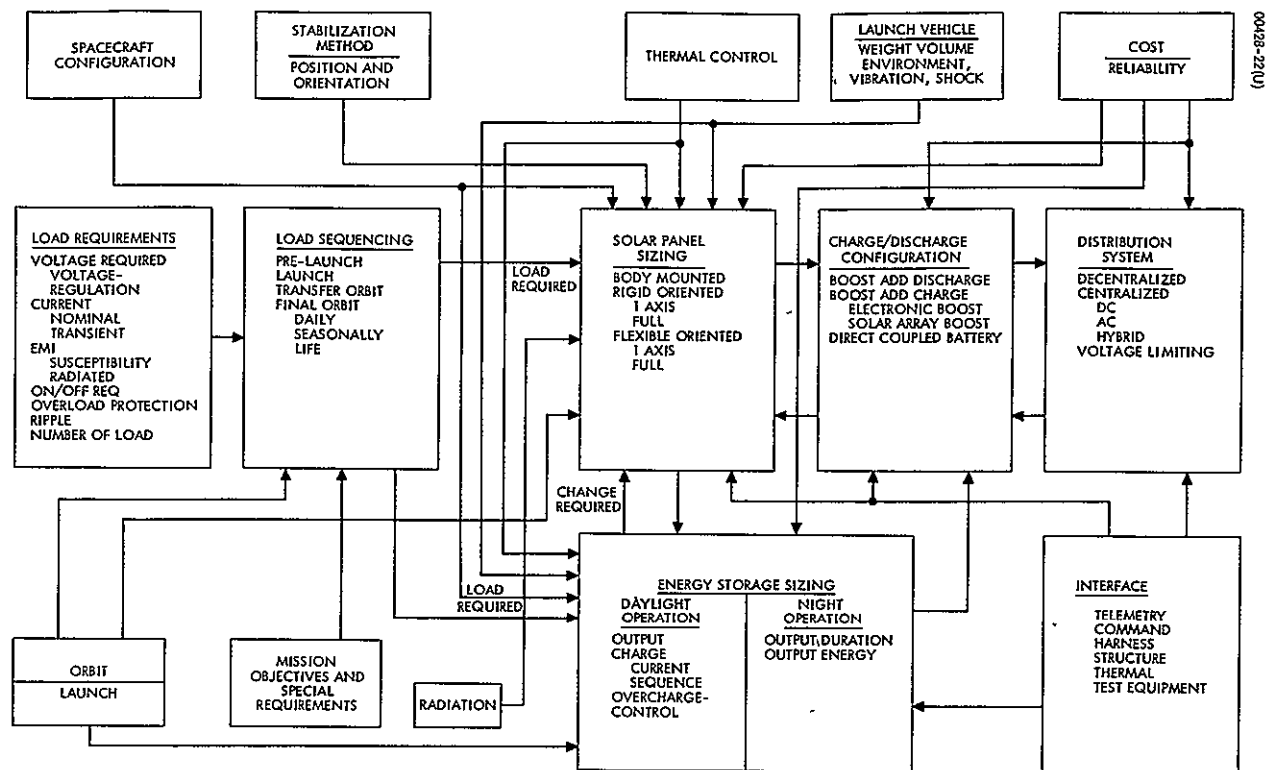 SPACECRAFT
CONFIGURATION
STABILIZATION
METHOD
POSITION AND
ORIENTATION
THERMAL CONTROL
LAUNCH VEHICLE
WEIGHT VOLUME
ENVIRONMENT,
VIBRATION, SHOCK
COST
RELIABILITY
00428-22(U)
LOAD REQUIREMENTS
VOLTAGE REQUIRED
VOLTAGE-
REGULATION
CURRENT
NOMINAL
TRANSIENT
EMI
SUSCEPTIBILITY
RADIATED
ON/OFF REQ
OVERLOAD PROTECTION
RIPPLE
NUMBER OF LOAD
LOAD SEQUENCING
PRE-LAUNCH
LAUNCH
TRANSFER ORBIT
FINAL ORBIT
DAILY
SEASONALLY
LIFE
LOAD
REQUIRED
SOLAR PANEL
SIZING
BODY MOUNTED
RIGID ORIENTED
1 AXIS
FULL
FLEXIBLE ORIENTED
1 AXIS
FULL
CHARGE/DISCHARGE
CONFIGURATION
BOOST ADD DISCHARGE
BOOST ADD CHARGE
ELECTRONIC BOOST
SOLAR ARRAY BOOST
DIRECT COUPLED BATTERY
DISTRIBUTION
SYSTEM
DECENTRALIZED
CENTRALIZED
DC
AC
HYBRID
VOLTAGE LIMITING
CHANGE
REQUIRED
LOAD
REQUIRED
ORBIT
LAUNCH
MISSION
OBJECTIVES AND
SPECIAL
REQUIREMENTS
RADIATION
ENERGY STORAGE SIZING
DAYLIGHT
OPERATION
OUTPUT
CHARGE
CURRENT
SEQUENCE
OVERCHARGE-
CONTROL
NIGHT
OPERATION
OUTPUT DURATION
OUTPUT ENERGY
INTERFACE
TELEMETRY
COMMAND
HARNESS
STRUCTURE
THERMAL
TEST EQUIPMENT